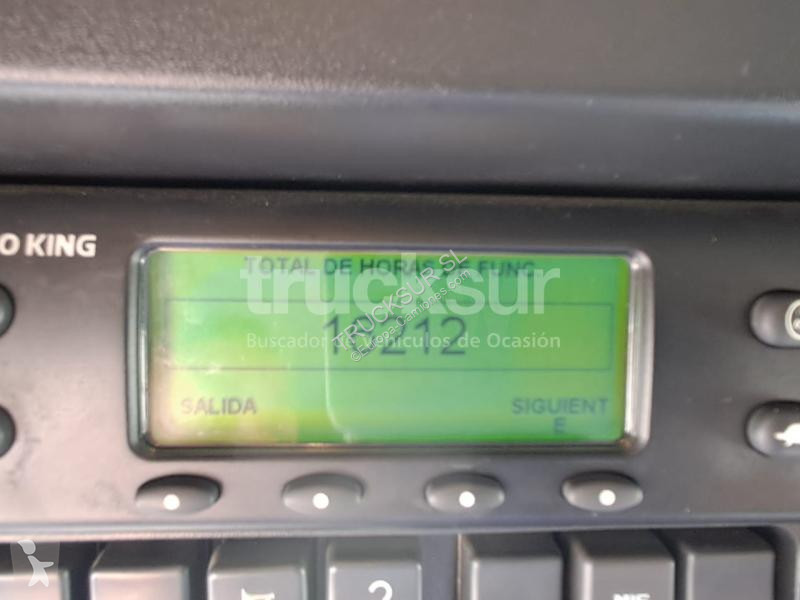 O KING
TOTAL DE HORAS DE FUNC
trucksur
TRUCKSUR SL
Buscador de vehículos de Ocasión
SALIDA
SIGUIENT
E
2